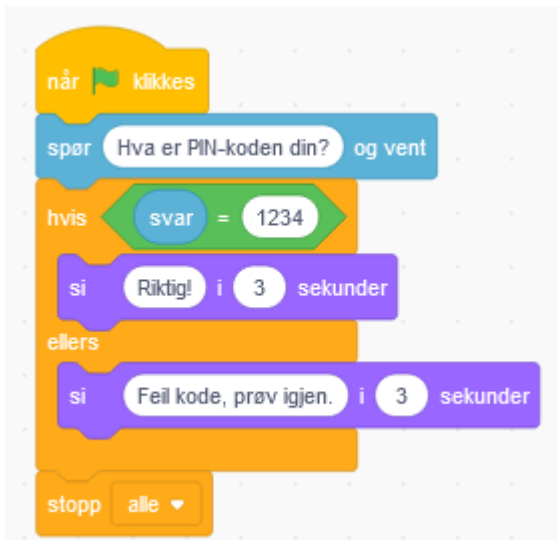 når klikkes
spør Hva er PIN-koden din? og vent
hvis svar = 1234
si Riktig! i 3 sekunder
ellers
si Feil kode, prøv igjen. i 3 sekunder
stopp alle